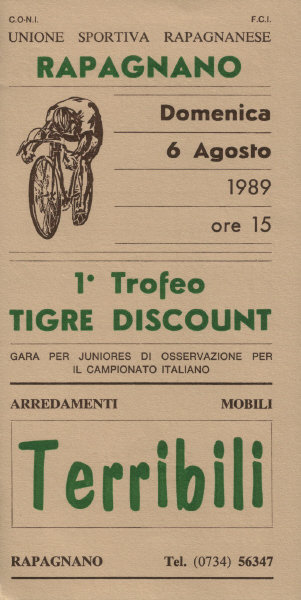 C.O-N.I. F.C.I.
UNIONE SPORTIVA RAPAGNANESE
RAPAGNANO
Domenica
6 Agosto
1989
ore 15
1° Trofeo
TIGRE DISCOUNT
GARA PER JUNIORES DI OSSERVAZIONE PER
IL CAMPIONATO ITALIANO
ARREDAMENTI MOBILI
Terribili
RAPAGNANO Tel. (0734) 56347